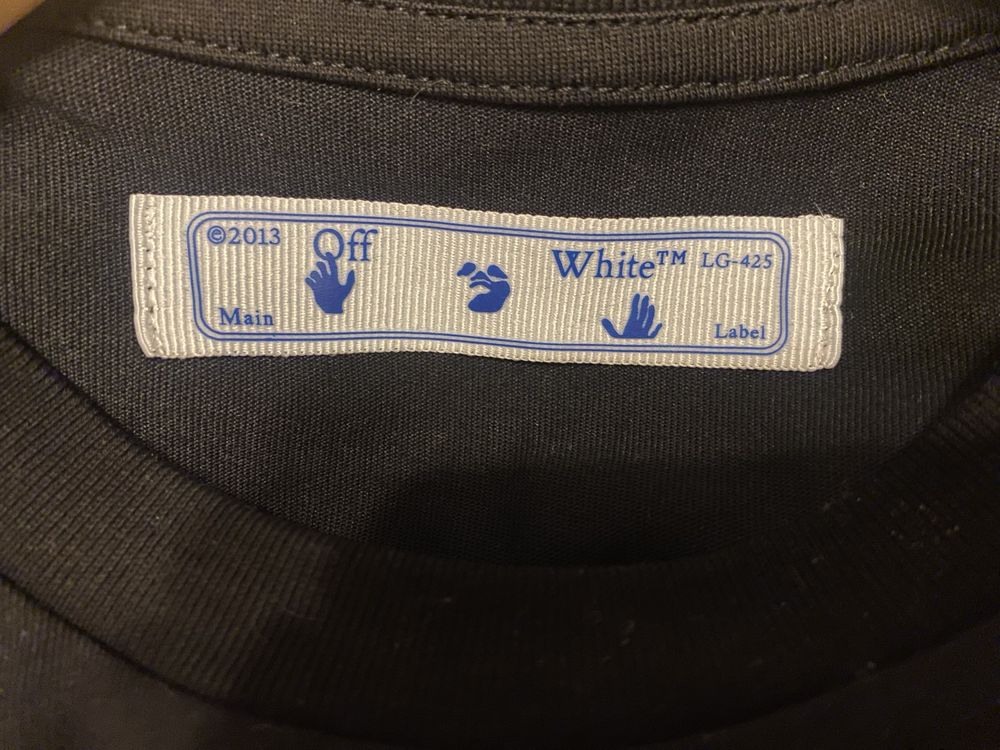 ©2013 Off White™ LG-425
Main Label